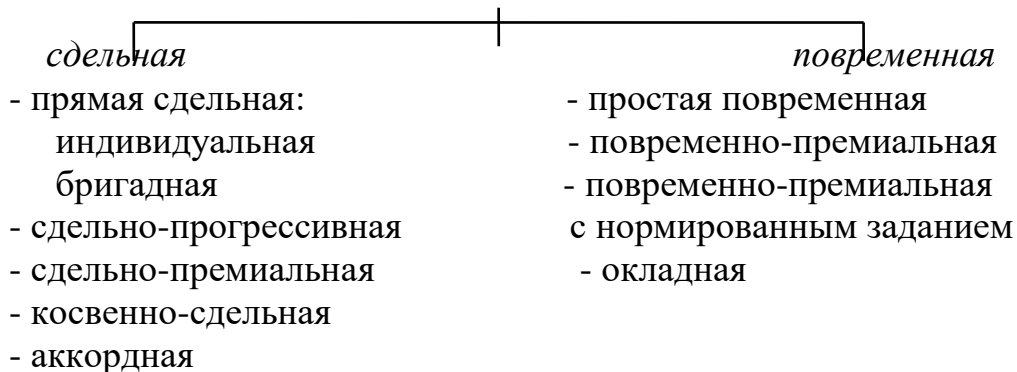 сдельная
- прямая сдельная:
индивидуальная
бригадная
- сдельно-прогрессивная
- сдельно-премиальная
- косвенно-сдельная
- аккордная
повременная
- простая повременная
- повременно-премиальная
- повременно-премиальная
с нормированным заданием
- окладная